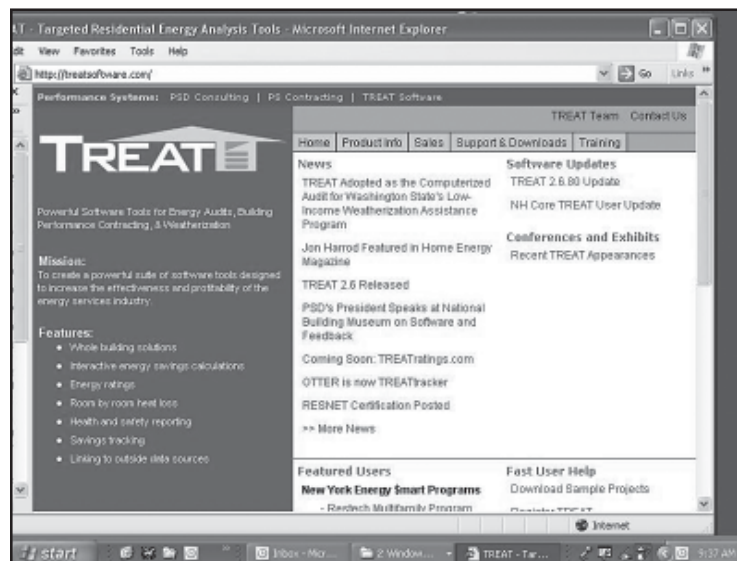 AT - Targeted Residential Energy Analysis Tools - Microsoft Internet Explorer
dit View Favorites Tools Help
http://treatsoftware.com/ Go Links »
Performance Systems: PSD Consulting | PS Contracting | TREAT Software
TREAT Team Contact Us
TREAT
Home Product Info Sales Support & Downloads Training
Powerful Software Tools for Energy Audits, Building
Performance Contracting, & Weatherization
Mission:
To create a powerful suite of software tools designed
to increase the effectiveness and profitability of the
energy services industry.
Features:
• Whole building solutions
• Interactive energy savings calculations
• Energy ratings
• Room by room heat loss
• Health and safety reporting
• Savings tracking
• Linking to outside data sources
News
TREAT Adopted as the Computerized
Audit for Washington State's Low-
Income Weatherization Assistance
Program
Jon Harrod Featured in Home Energy
Magazine
TREAT 2.6 Released
PSD's President Speaks at National
Building Museum on Software and
Feedback
Coming Soon: TREATratings.com
OTTER is now TREATtracker
RESNET Certification Posted
>> More News
Software Updates
TREAT 2.6.80 Update
NH Core TREAT User Update
Conferences and Exhibits
Recent TREAT Appearances
Featured Users
New York Energy $mart Programs
- Restech Multifamily Program
Fast User Help
Download Sample Projects
Register TREAT
Internet
start Inbox - Micr... 2 Window... TREAT - Tar... 9:37 AM